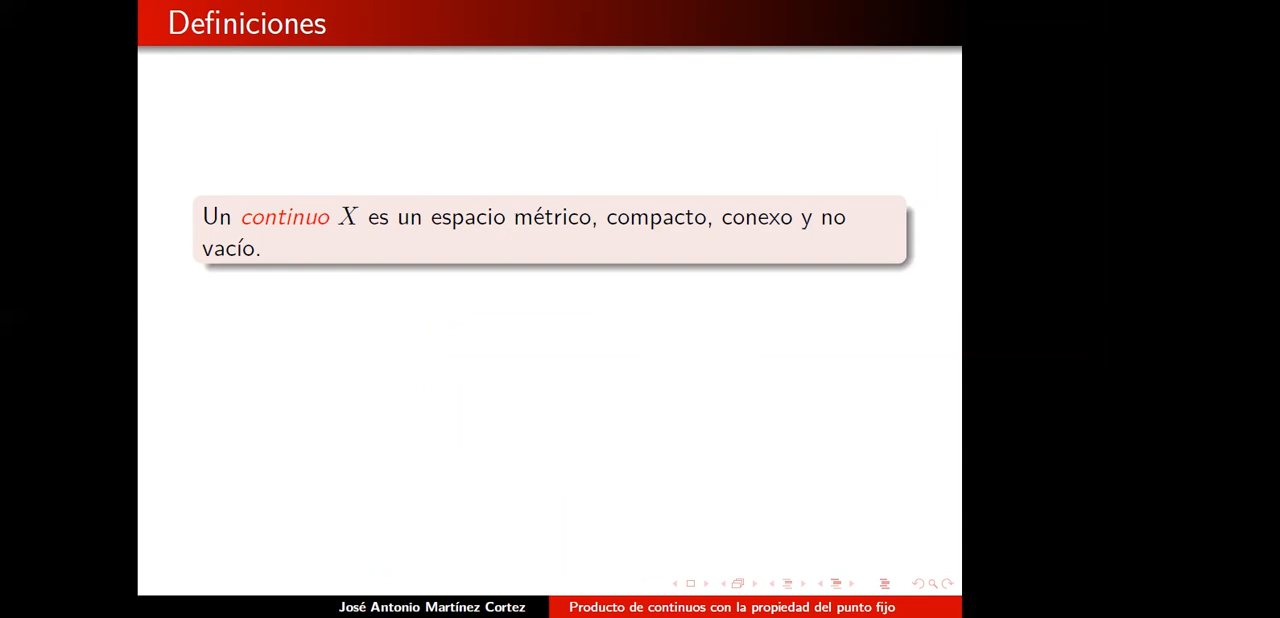 Definiciones
Un continuo X es un espacio métrico, compacto, conexo y no
vacío.
José Antonio Martínez Cortez
Producto de continuos con la propiedad del punto fijo